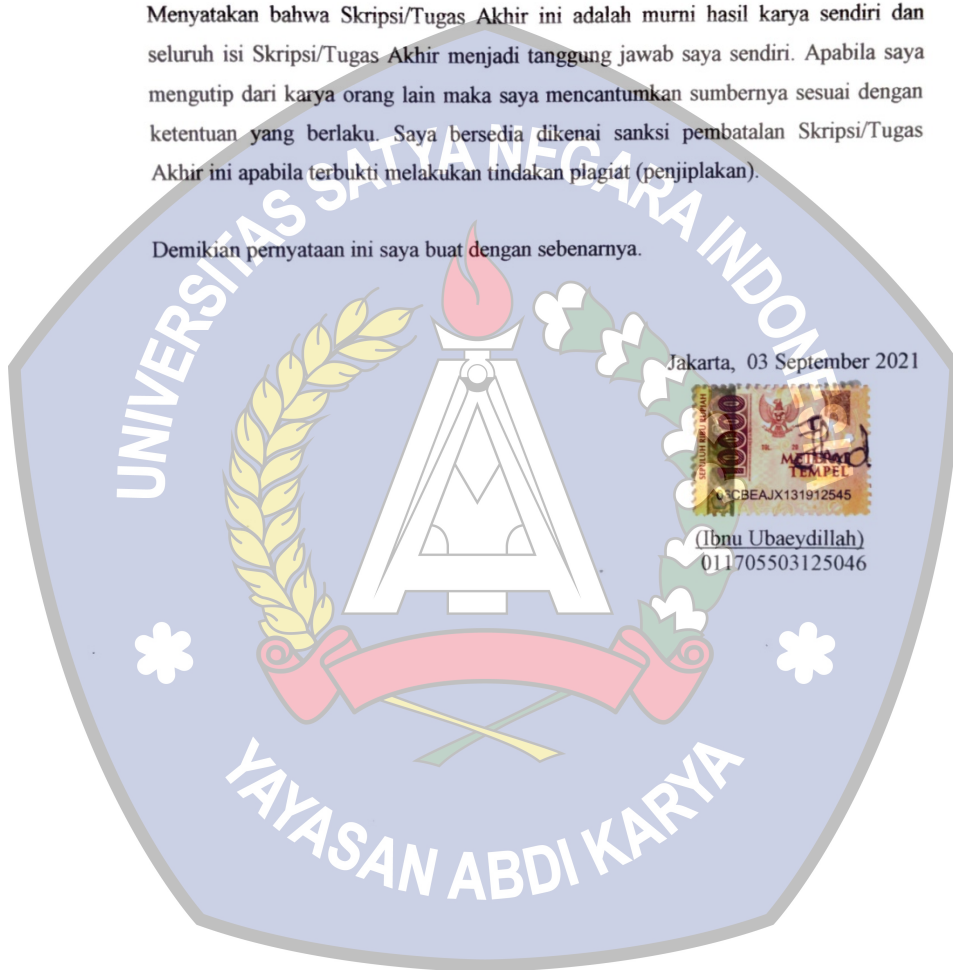 Menyatakan bahwa Skripsi/Tugas Akhir ini adalah murni hasil karya sendiri dan
seluruh isi Skripsi/Tugas Akhir menjadi tanggung jawab saya sendiri. Apabila saya
mengutip dari karya orang lain maka saya mencantumkan sumbernya sesuai dengan
ketentuan yang berlaku. Saya bersedia dikenai sanksi pembatalan Skripsi/Tugas
Akhir ini apabila terbukti melakukan tindakan plagiat (penjiplakan).
Demikian pernyataan ini saya buat dengan sebenarnya.
Jakarta, 03 September 2021
SEPULUH RIBU RUPIAH
10000
METERAI
TEMPEL
CBEAJX131912545
(Ibnu Ubaeydillah)
011705503125046
UNIVERSITAS SATYA NEGARA INDONESIA
YAYASAN ABDI KARYA